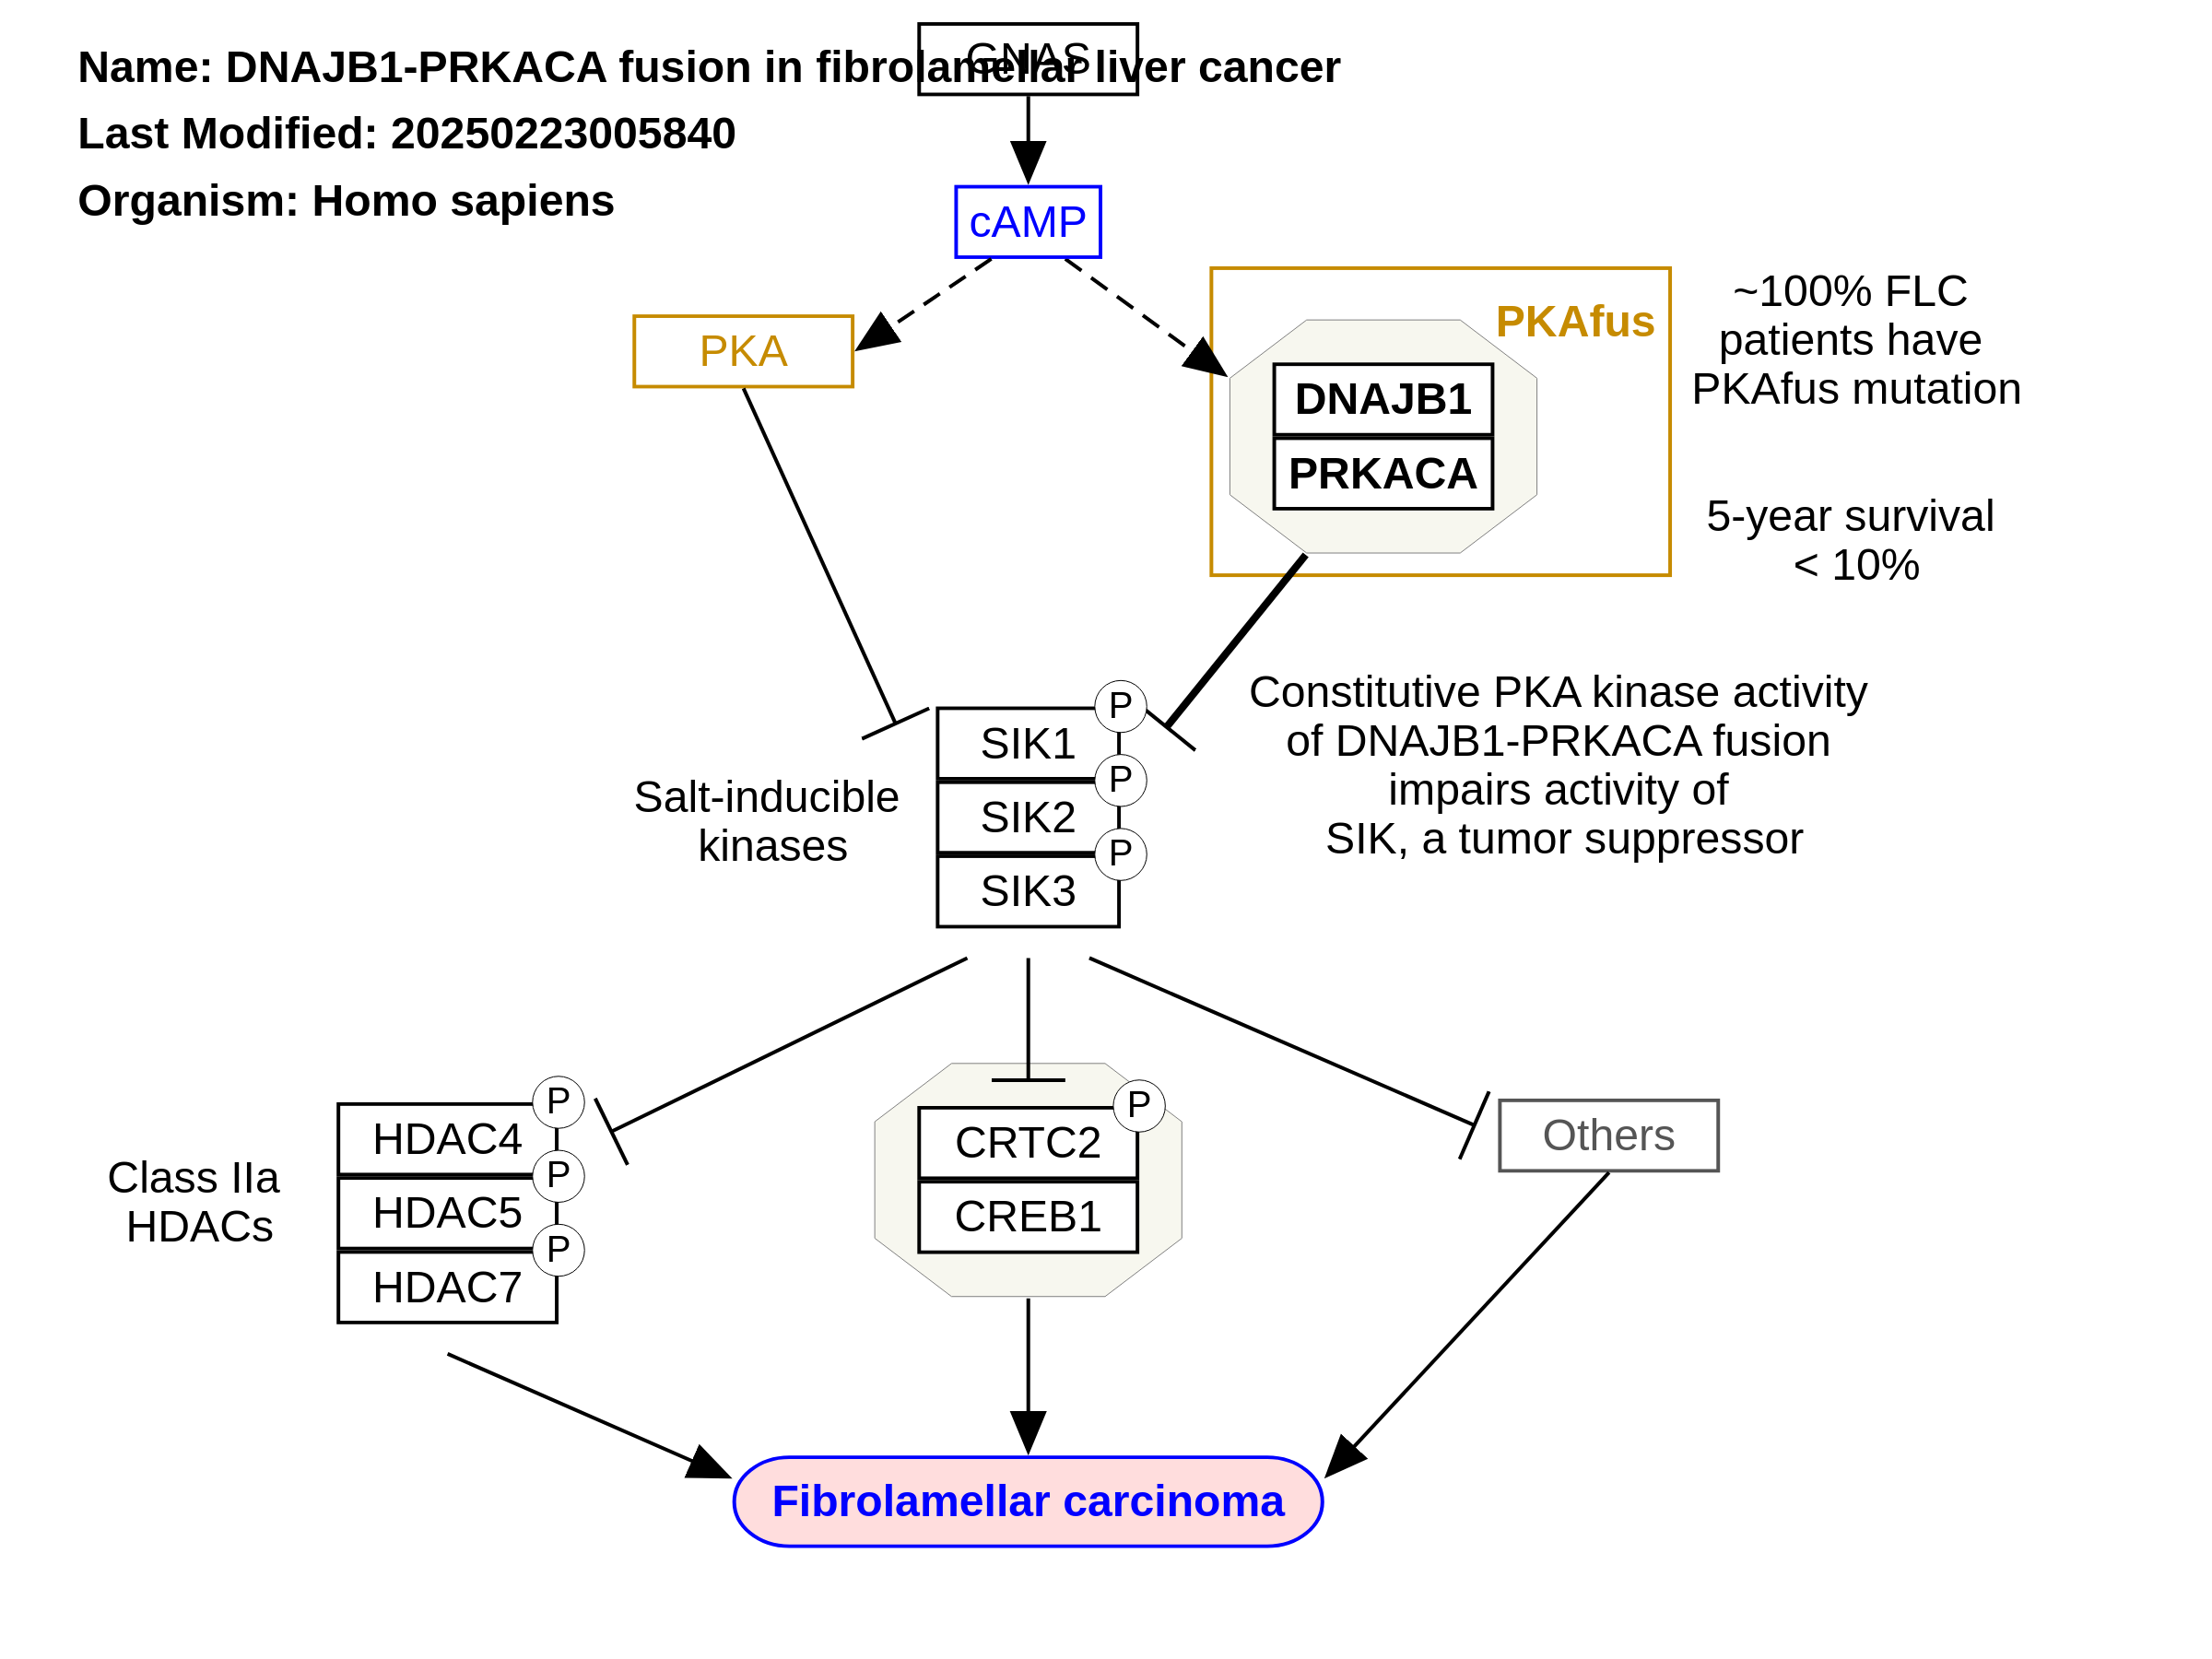 Name: DNAJB1-PRKACA fusion in fibrolamellar liver cancer
GNAS
Last Modified: 20250223005840
Organism: Homo sapiens
cAMP
PKA
PKAfus
DNAJB1
PRKACA
~100% FLC
patients have
PKAfus mutation
5-year survival
< 10%
Constitutive PKA kinase activity
of DNAJB1-PRKACA fusion
impairs activity of
SIK, a tumor suppressor
Salt-inducible
kinases
P
SIK1
P
SIK2
P
SIK3
Class IIa
HDACs
P
HDAC4
P
HDAC5
P
HDAC7
P
CRTC2
CREB1
Others
Fibrolamellar carcinoma